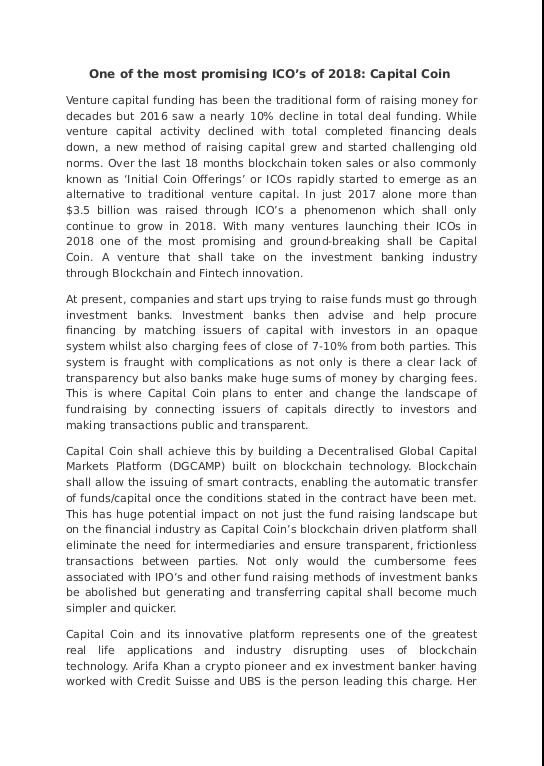 One of the most promising ICO’s of 2018: Capital Coin
Venture capital funding has been the traditional form of raising money for
decades but 2016 saw a nearly 10% decline in total deal funding. While
venture capital activity declined with total completed financing deals
down, a new method of raising capital grew and started challenging old
norms. Over the last 18 months blockchain token sales or also commonly
known as ‘Initial Coin Offerings’ or ICOs rapidly started to emerge as an
alternative to traditional venture capital. In just 2017 alone more than
$3.5 billion was raised through ICO’s a phenomenon which shall only
continue to grow in 2018. With many ventures launching their ICOs in
2018 one of the most promising and ground-breaking shall be Capital
Coin. A venture that shall take on the investment banking industry
through Blockchain and Fintech innovation.
At present, companies and start ups trying to raise funds must go through
investment banks. Investment banks then advise and help procure
financing by matching issuers of capital with investors in an opaque
system whilst also charging fees of close of 7-10% from both parties. This
system is fraught with complications as not only is there a clear lack of
transparency but also banks make huge sums of money by charging fees.
This is where Capital Coin plans to enter and change the landscape of
fundraising by connecting issuers of capitals directly to investors and
making transactions public and transparent.
Capital Coin shall achieve this by building a Decentralised Global Capital
Markets Platform (DGCAMP) built on blockchain technology. Blockchain
shall allow the issuing of smart contracts, enabling the automatic transfer
of funds/capital once the conditions stated in the contract have been met.
This has huge potential impact on not just the fund raising landscape but
on the financial industry as Capital Coin’s blockchain driven platform shall
eliminate the need for intermediaries and ensure transparent, frictionless
transactions between parties. Not only would the cumbersome fees
associated with IPO’s and other fund raising methods of investment banks
be abolished but generating and transferring capital shall become much
simpler and quicker.
Capital Coin and its innovative platform represents one of the greatest
real life applications and industry disrupting uses of blockchain
technology. Arifa Khan a crypto pioneer and ex investment banker having
worked with Credit Suisse and UBS is the person leading this charge. Her